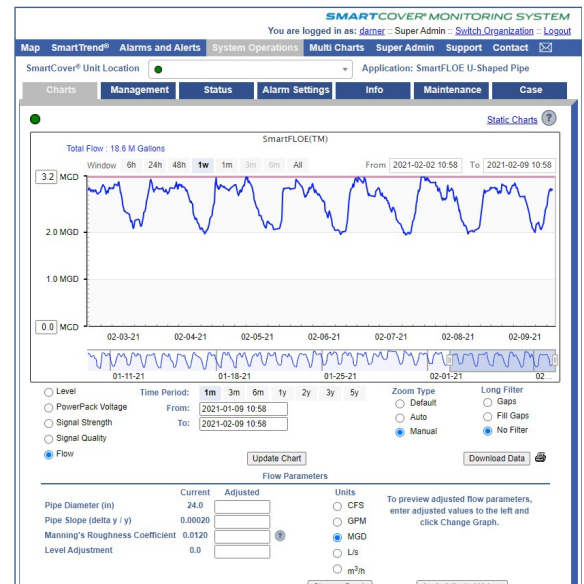 SMARTCOVER® MONITORING SYSTEM
You are logged in as: darner :: Super Admin :: Switch Organization :: Logout
Map SmartTrend® Alarms and Alerts System Operations Multi Charts Super Admin Support Contact
SmartCover® Unit Location Application: SmartFLOE U-Shaped Pipe
Charts Management Status Alarm Settings Info Maintenance Case
Static Charts ?
SmartFLOE(TM)
Total Flow : 18.6 M Gallons
Window 6h 24h 48h 1w 1m 3m 6m All From 2021-02-02 10:58 To 2021-02-09 10:58
3.2 MGD
2.0 MGD
1.0 MGD
0.0 MGD
02-03-21 02-04-21 02-05-21 02-06-21 02-07-21 02-08-21 02-09-21
01-11-21 01-18-21 01-25-21 02-01-21 02...
Level Time Period: 1m 3m 6m 1y 2y 3y 5y Zoom Type Long Filter
PowerPack Voltage From: 2021-01-09 10:58 Default Gaps
Signal Strength To: 2021-02-09 10:58 Auto Fill Gaps
Signal Quality Manual No Filter
Flow Update Chart Download Data
Flow Parameters
Current Adjusted Units
Pipe Diameter (in) 24.0 CFS To preview adjusted flow parameters,
Pipe Slope (delta y / y) 0.00020 GPM enter adjusted values to the left and
Manning's Roughness Coefficient 0.0120 ? MGD click Change Graph.
Level Adjustment 0.0 L/s
m³/h